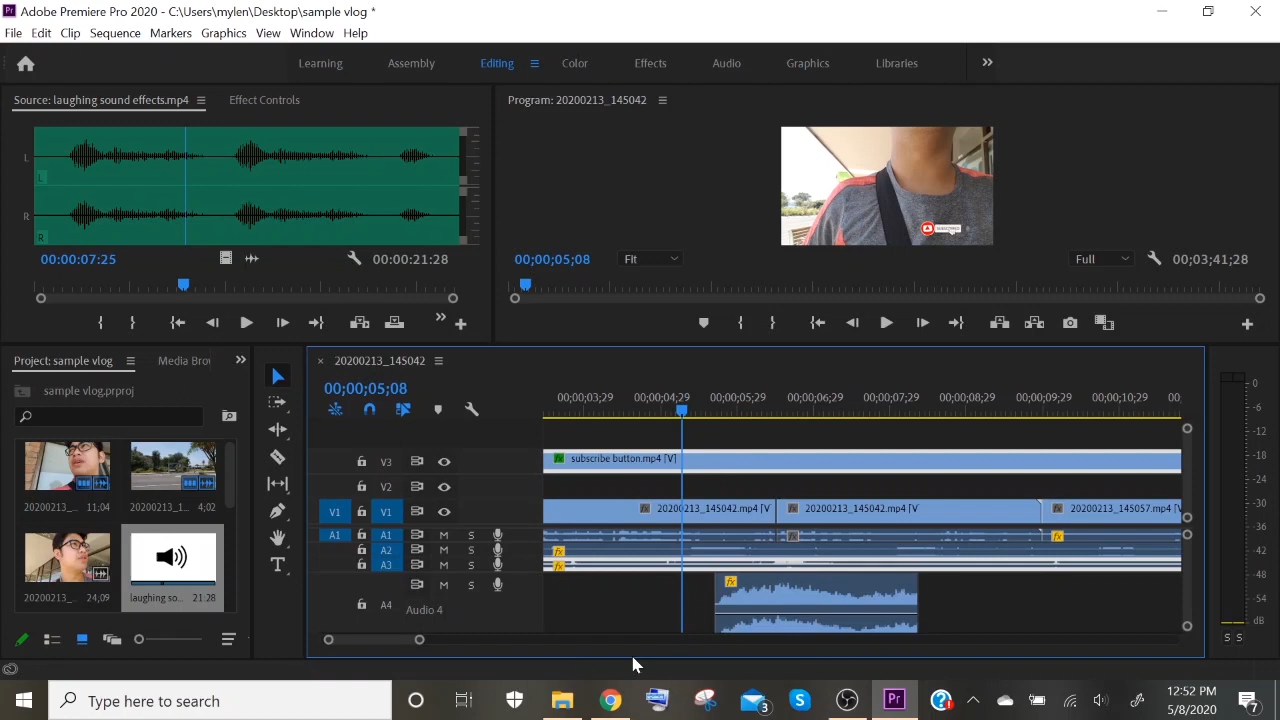 Adobe Premiere Pro 2020 - C:\Users\mylen\Desktop\sample vlog *
File Edit Clip Sequence Markers Graphics View Window Help
Learning Assembly Editing Color Effects Audio Graphics Libraries
Source: laughing sound effects.mp4 Effect Controls
Program: 20200213_145042
L
L
R
R
SUBSCRIBED
00:00:07:25 00:00:21:28
00;00;05;08 Fit Full 00;03;41;28
Project: sample vlog Media Bro
20200213_145042
sample vlog.prproj
00;00;05;08
00;00;03;29 00;00;04;29 00;00;05;29 00;00;06;29 00;00;07;29 00;00;08;29 00;00;09;29 00;00;10;29 00;
V3 subscribe button.mp4 [V]
V2
V1 V1 20200213_145042.mp4 [V 20200213_145042.mp4 [V 20200213_145057.mp4 [V
A1 A1 M S
A2 M S
A3 M S
M S
A4 Audio 4
20200213_... 11;04 20200213_1... 4;02
20200213_... 24;09 laughing so... 21:28
0
-6
-12
-18
-24
-30
-36
-42
-48
-54
dB
S S
Type here to search
3
12:52 PM
5/8/2020
7